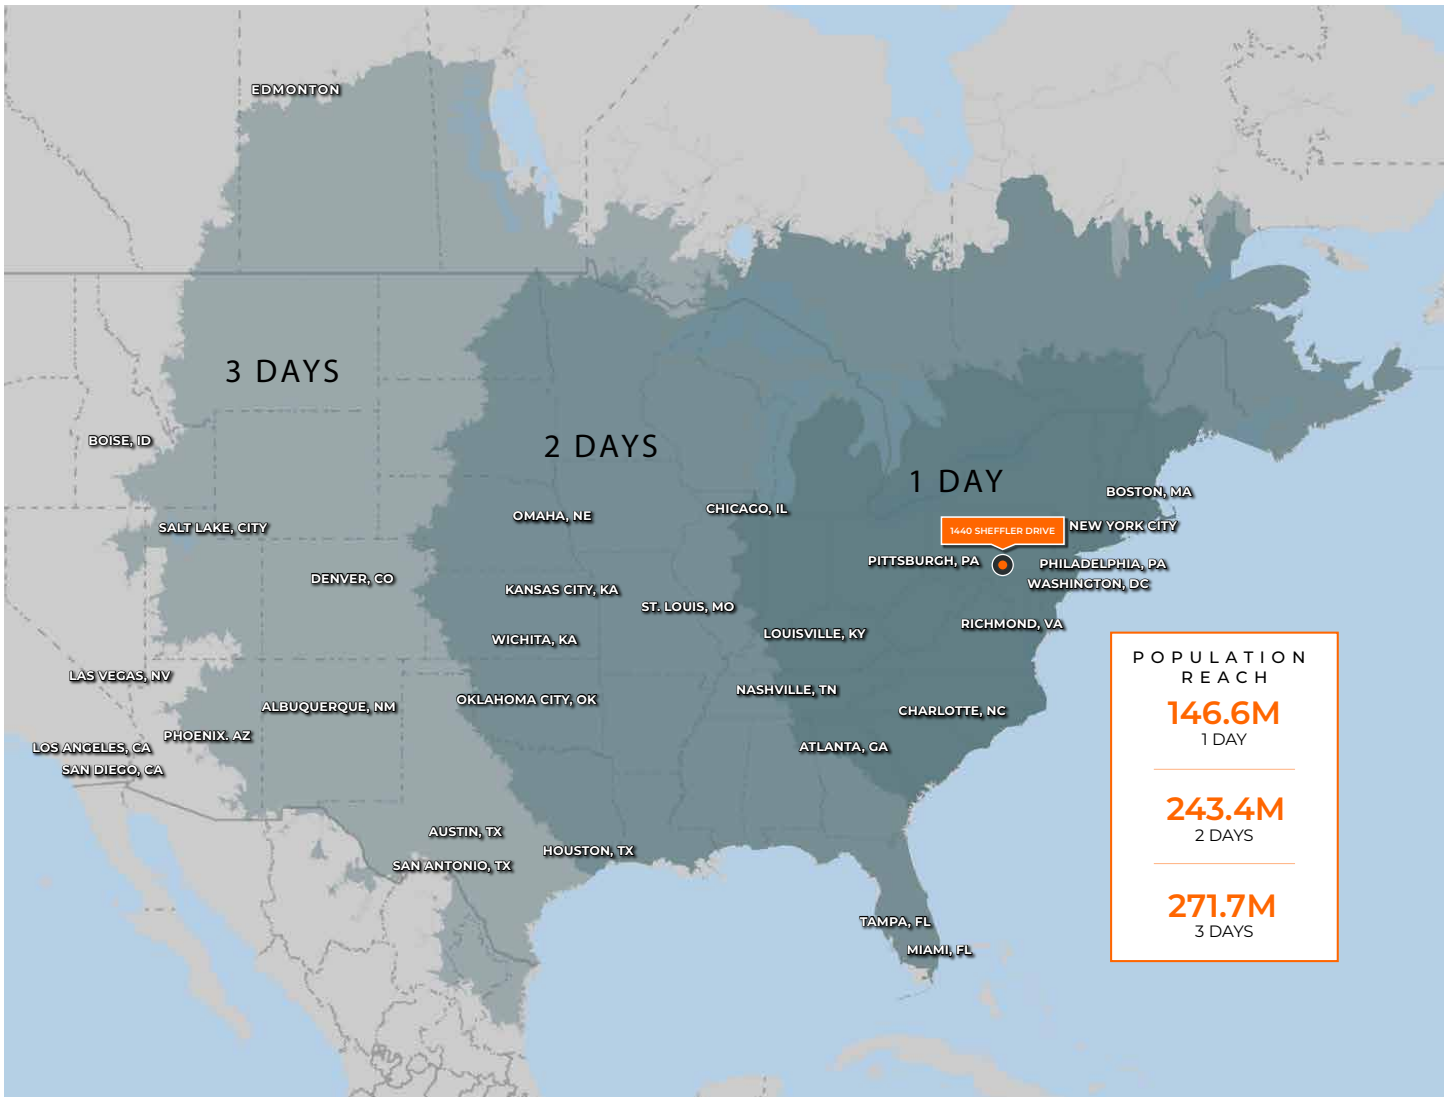 EDMONTON
3 DAYS
BOISE, ID
2 DAYS
1 DAY
BOSTON, MA
CHICAGO, IL
OMAHA, NE
SALT LAKE, CITY
NEW YORK CITY
1440 SHEFFLER DRIVE
PITTSBURGH, PA
PHILADELPHIA, PA
DENVER, CO
WASHINGTON, DC
KANSAS CITY, KA
ST. LOUIS, MO
RICHMOND, VA
LOUISVILLE, KY
WICHITA, KA
LAS VEGAS, NV
NASHVILLE, TN
OKLAHOMA CITY, OK
ALBUQUERQUE, NM
CHARLOTTE, NC
PHOENIX. AZ
LOS ANGELES, CA
ATLANTA, GA
SAN DIEGO, CA
AUSTIN, TX
HOUSTON, TX
SAN ANTONIO, TX
TAMPA, FL
MIAMI, FL
POPULATION
REACH
146.6M
1 DAY
243.4M
2 DAYS
271.7M
3 DAYS